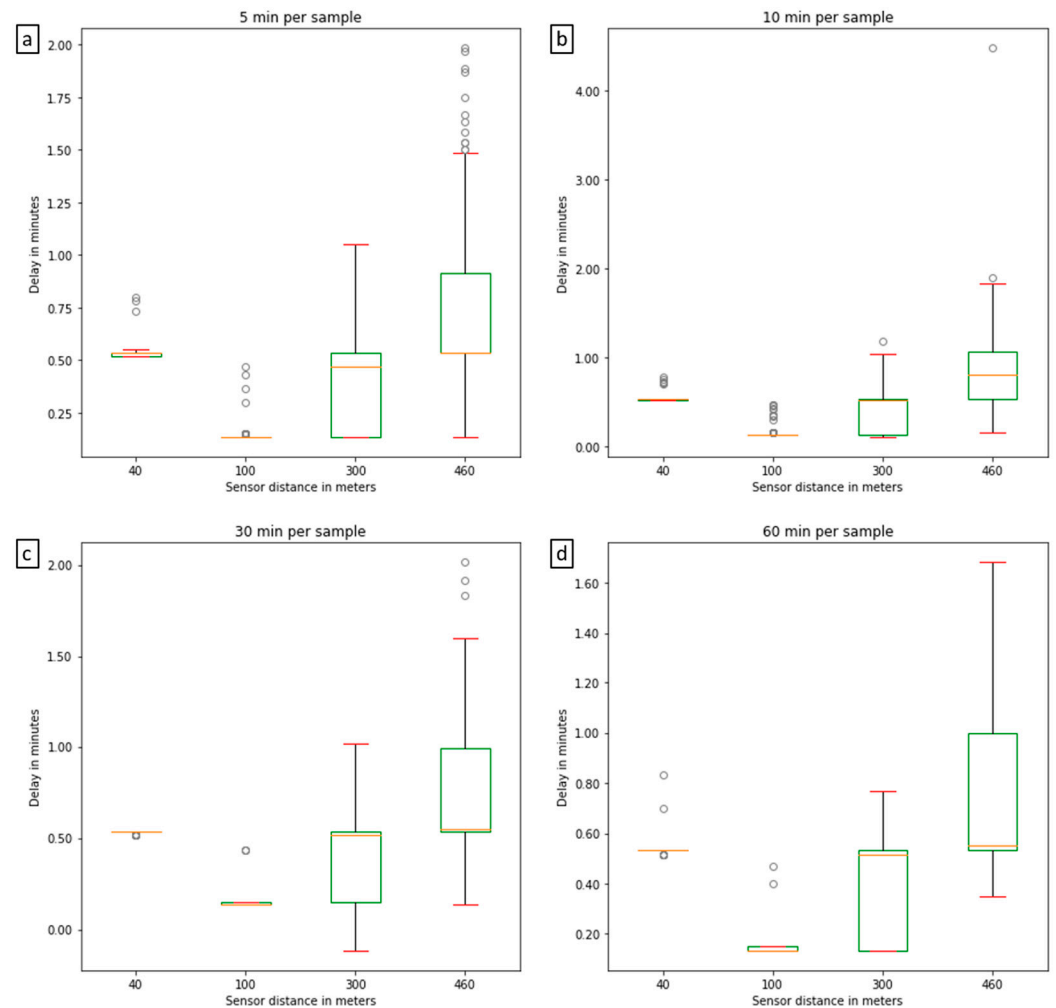 a
5 min per sample
2.00
1.75
1.50
1.25
1.00
0.75
0.50
0.25
Delay in minutes
40 100 300 460
Sensor distance in meters
b
10 min per sample
4.00
3.00
2.00
1.00
0.00
Delay in minutes
40 100 300 460
Sensor distance in meters
c
30 min per sample
2.00
1.50
1.00
0.50
0.00
Delay in minutes
40 100 300 460
Sensor distance in meters
d
60 min per sample
1.60
1.40
1.20
1.00
0.80
0.60
0.40
0.20
Delay in minutes
40 100 300 460
Sensor distance in meters